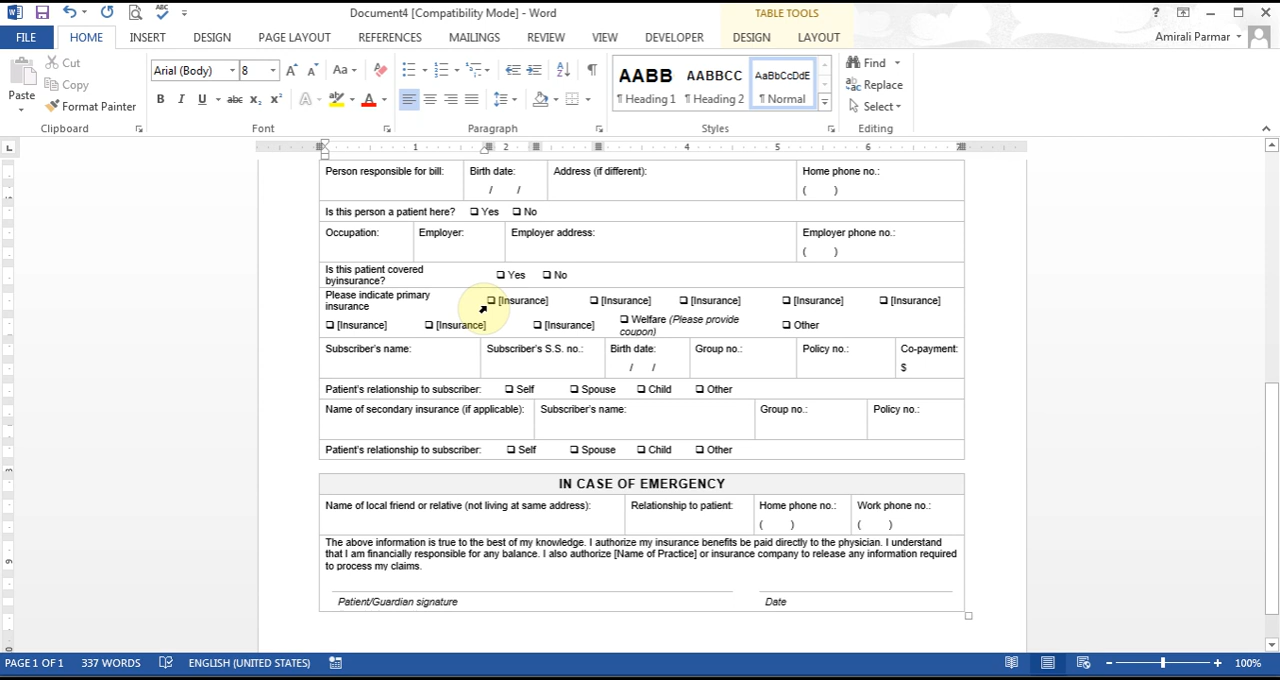 Document4 [Compatibility Mode] - Word
TABLE TOOLS
FILE HOME INSERT DESIGN PAGE LAYOUT REFERENCES MAILINGS REVIEW VIEW DEVELOPER DESIGN LAYOUT
Amirali Parmar
Paste
Cut
Copy
Format Painter
Clipboard
Arial (Body) 8
Font
Paragraph
AABB AABBCC AaBbCcDdE
¶ Heading 1 ¶ Heading 2 ¶ Normal
Styles
Find
Replace
Select
Editing
1 2 4 5 6 7
Person responsible for bill: Birth date: Address (if different): Home phone no.:
/ / ( )
Is this person a patient here? ❑ Yes ❑ No
Occupation: Employer: Employer address: Employer phone no.:
( )
Is this patient covered
byinsurance? ❑ Yes ❑ No
Please indicate primary
insurance ❑ [Insurance] ❑ [Insurance] ❑ [Insurance] ❑ [Insurance] ❑ [Insurance]
❑ [Insurance] ❑ [Insurance] ❑ [Insurance] ❑ Welfare (Please provide
coupon) ❑ Other
Subscriber's name: Subscriber's S.S. no.: Birth date: Group no.: Policy no.: Co-payment:
/ / $
Patient's relationship to subscriber: ❑ Self ❑ Spouse ❑ Child ❑ Other
Name of secondary insurance (if applicable): Subscriber's name: Group no.: Policy no.:
Patient's relationship to subscriber: ❑ Self ❑ Spouse ❑ Child ❑ Other
IN CASE OF EMERGENCY
Name of local friend or relative (not living at same address): Relationship to patient: Home phone no.: Work phone no.:
( ) ( )
The above information is true to the best of my knowledge. I authorize my insurance benefits be paid directly to the physician. I understand
that I am financially responsible for any balance. I also authorize [Name of Practice] or insurance company to release any information required
to process my claims.
Patient/Guardian signature Date
PAGE 1 OF 1 337 WORDS ENGLISH (UNITED STATES) 100%